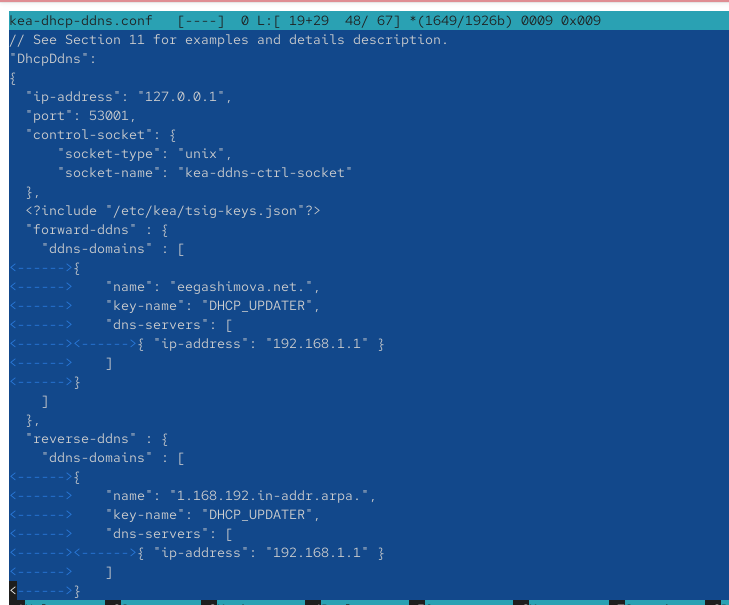 kea-dhcp-ddns.conf   [----]  0 L:[ 19+29  48/ 67] *(1649/1926b) 0009 0x009
// See Section 11 for examples and details description.
"DhcpDdns":
{
  "ip-address": "127.0.0.1",
  "port": 53001,
  "control-socket": {
      "socket-type": "unix",
      "socket-name": "kea-ddns-ctrl-socket"
  },
  <?include "/etc/kea/tsig-keys.json"?>
  "forward-ddns" : {
    "ddns-domains" : [
<------>{
<------>    "name": "eegashimova.net.",
<------>    "key-name": "DHCP_UPDATER",
<------>    "dns-servers": [
<------><------>{ "ip-address": "192.168.1.1" }
<------>    ]
<------>}
    ]
  },
  "reverse-ddns" : {
    "ddns-domains" : [
<------>{
<------>    "name": "1.168.192.in-addr.arpa.",
<------>    "key-name": "DHCP_UPDATER",
<------>    "dns-servers": [
<------><------>{ "ip-address": "192.168.1.1" }
<------>    ]
<------>}